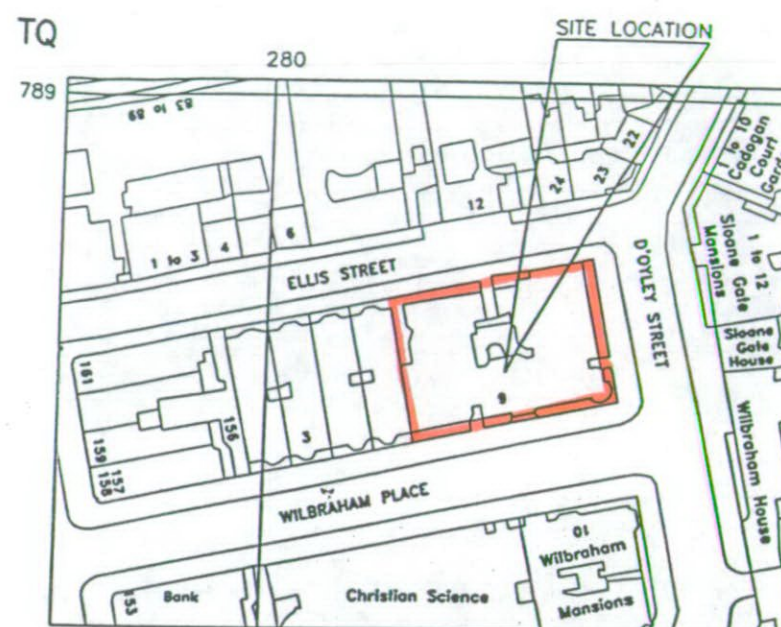 TQ
SITE LOCATION
280
789
83 to 89
1 to 10
Cadogan
Court
22
23
24
12
6
4
1 to 3
ELLIS STREET
D'OYLEY STREET
Sloane Gate
Mansions
1 to 12
Sloane
Gate
House
161
159
157
158
156
3
9
WILBRAHAM PLACE
Wilbraham House
10
Wilbraham
Mansions
153
Bank
Christian Science